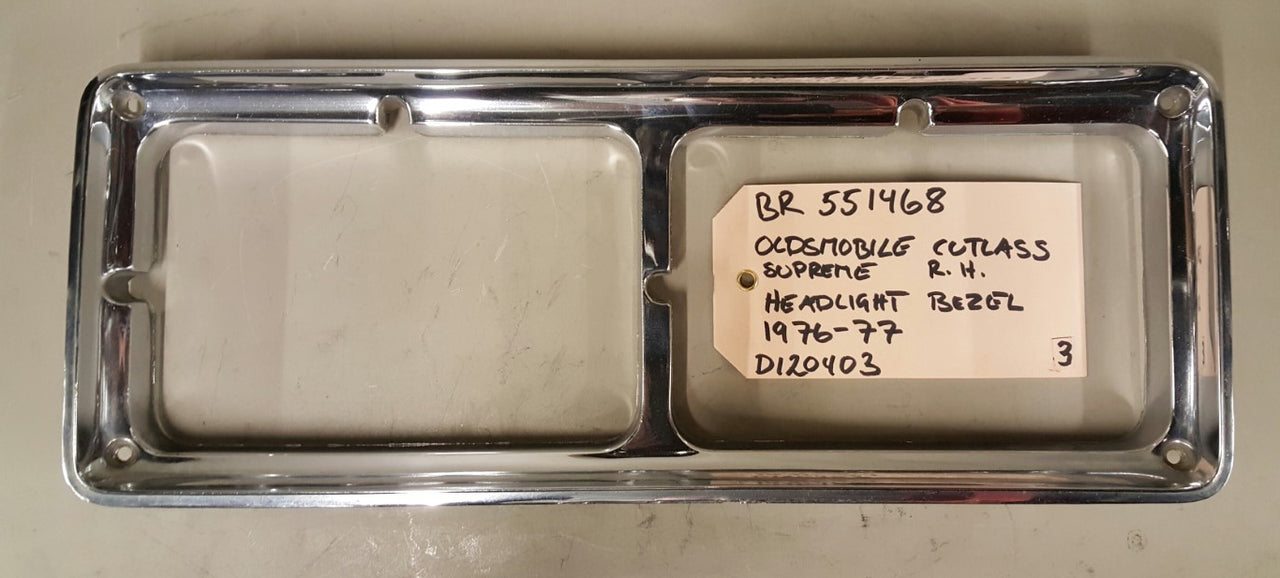 BR 551468
OLDSMOBILE CUTLASS
SUPREME R.H.
HEADLIGHT BEZEL
1976-77
D120403
3